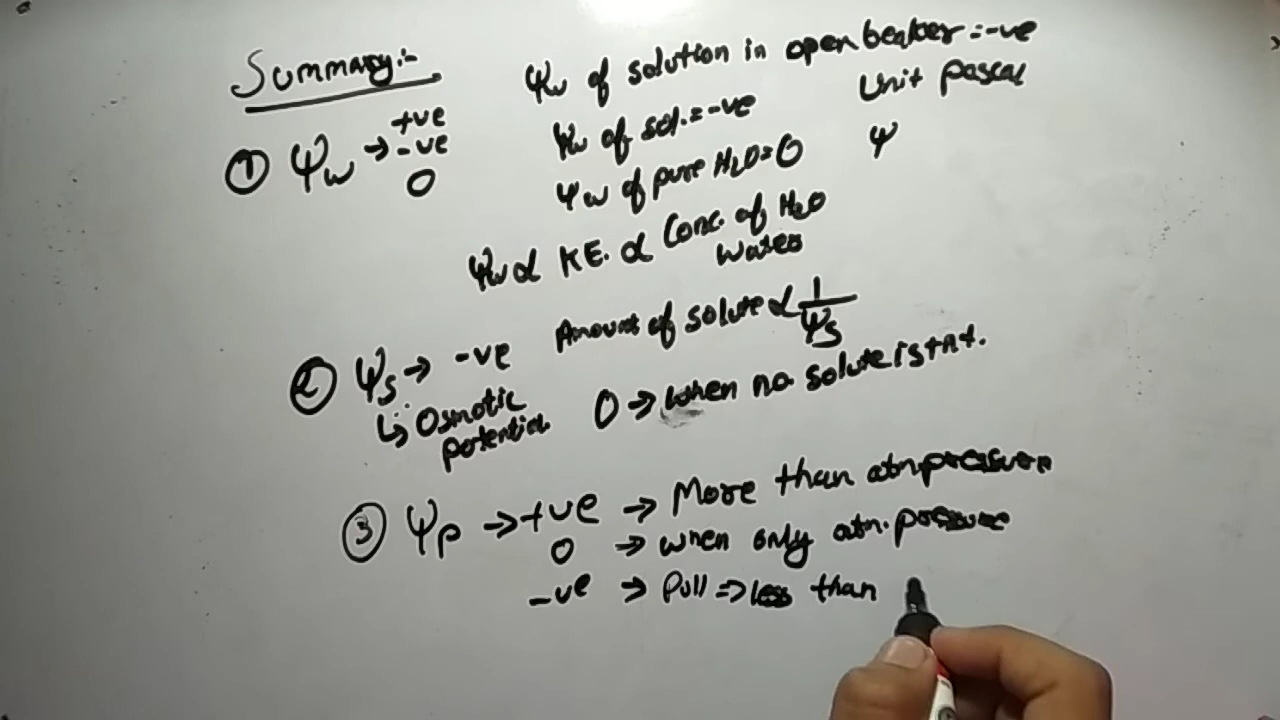 Summary:-
① Ψw → +ve
-ve
0
Ψw of solution in open beaker = -ve
Unit pascal
Ψw of sol. = -ve
Ψ
Ψw of pure H2O = 0
Ψw ∝ K.E. ∝ Conc. of H2O
water
② Ψs → -ve
Amount of solute ∝ 1/Ψs
↳ Osmotic
potential
0 → when no solute is tnt.
③ Ψp → +ve → More than atm. pressure
0 → when only atm. pressure
-ve → Pull => less than